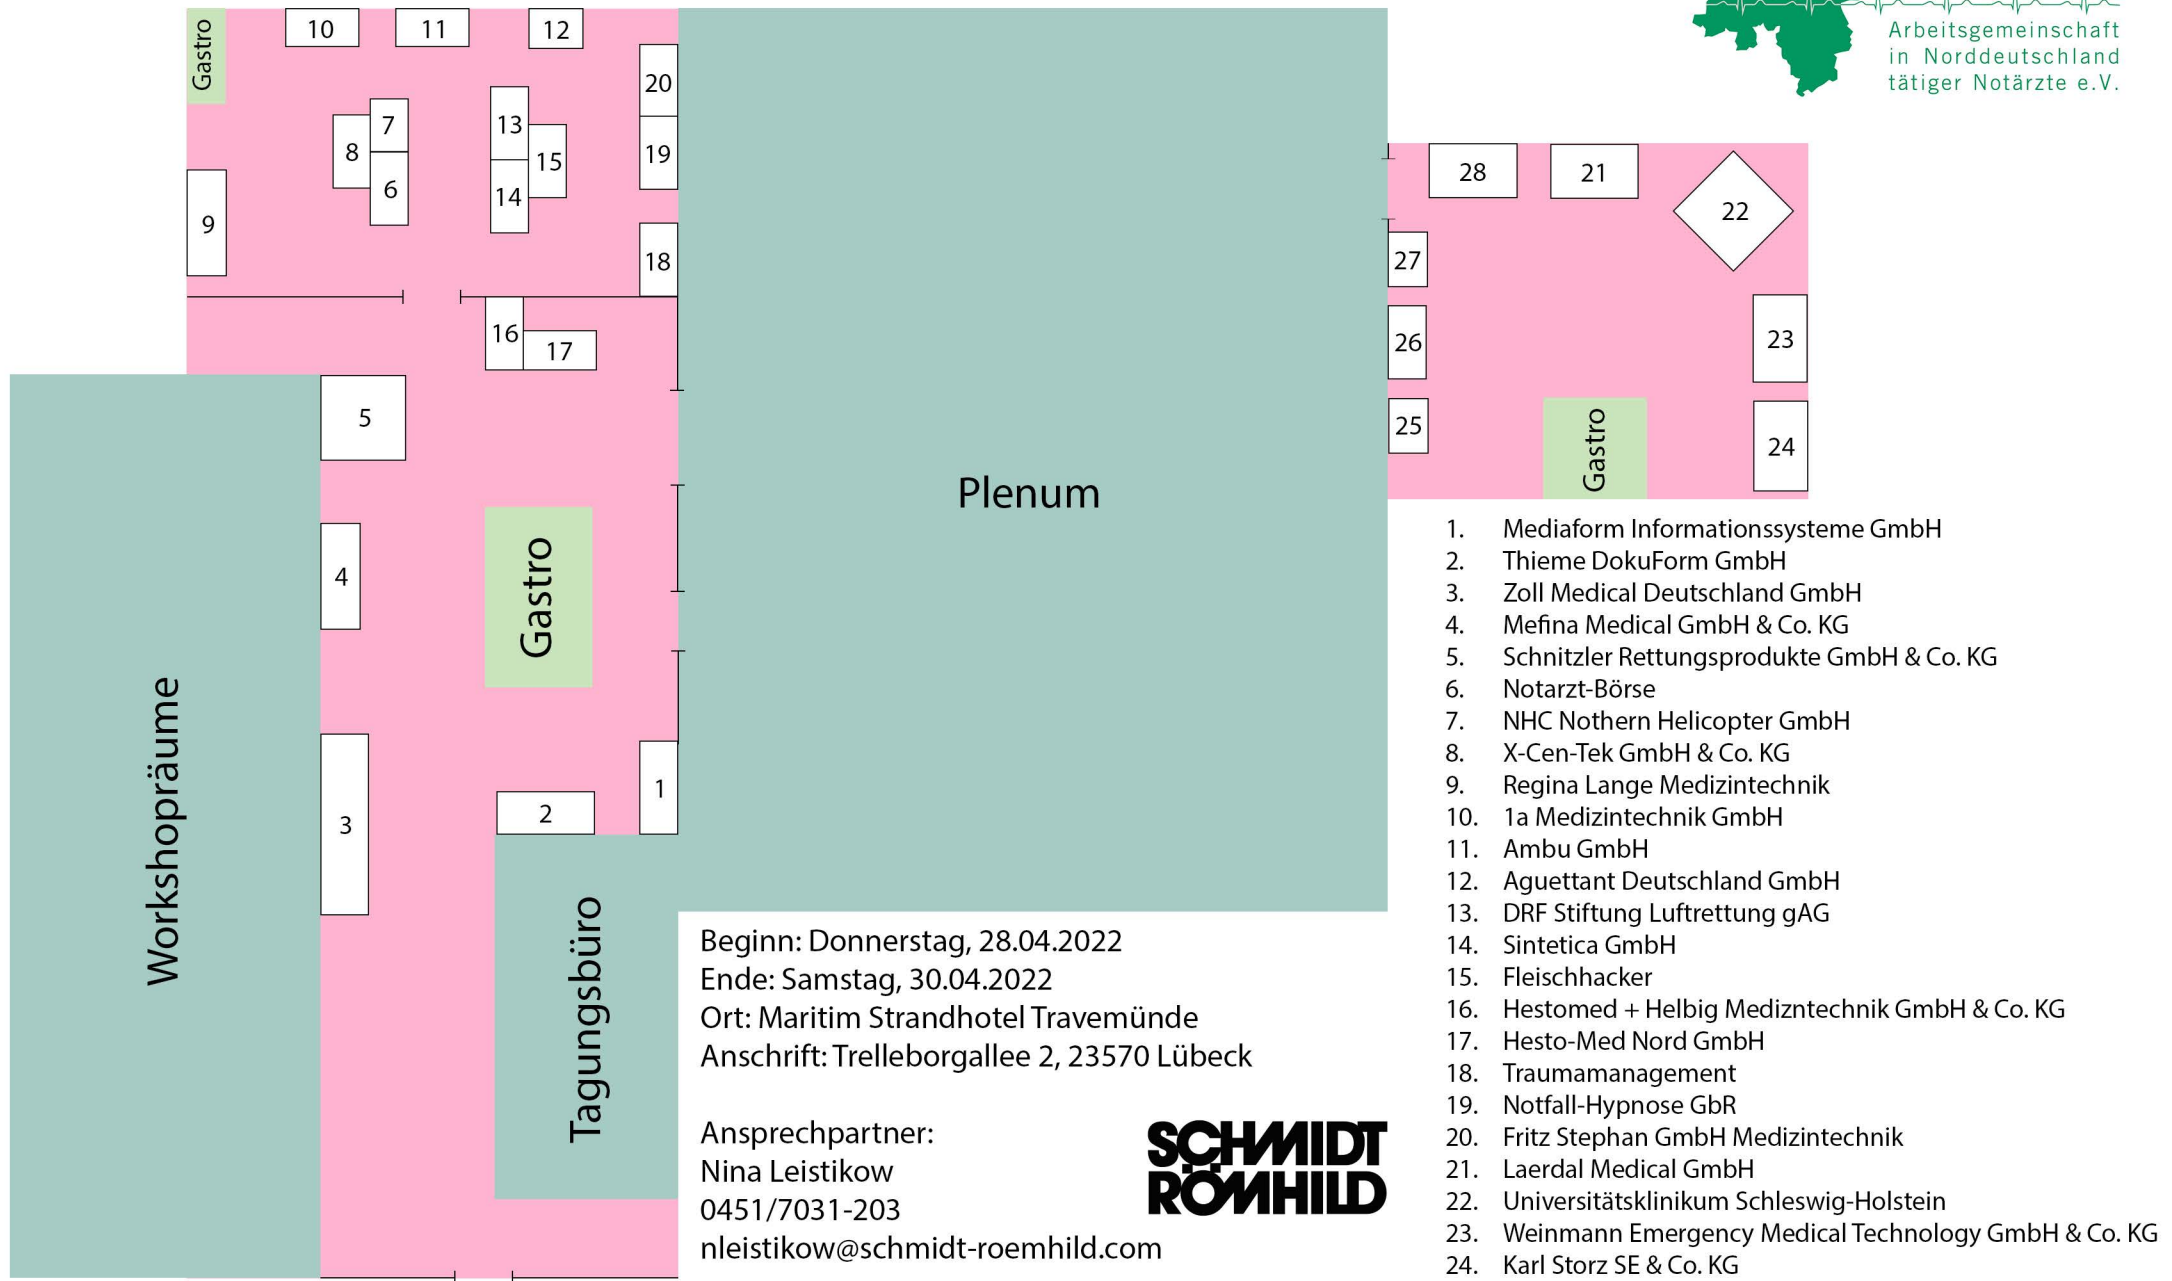 Gastro
10
11
12
20
7
13
8
15
19
6
14
9
18
16
17
5
4
Gastro
3
2
1
Workshopräume
Tagungsbüro
Plenum
28
21
22
27
26
23
25
24
Gastro
Arbeitsgemeinschaft
in Norddeutschland
tätiger Notärzte e.V.
1. Mediaform Informationssysteme GmbH
2. Thieme DokuForm GmbH
3. Zoll Medical Deutschland GmbH
4. Mefina Medical GmbH & Co. KG
5. Schnitzler Rettungsprodukte GmbH & Co. KG
6. Notarzt-Börse
7. NHC Nothern Helicopter GmbH
8. X-Cen-Tek GmbH & Co. KG
9. Regina Lange Medizintechnik
10. 1a Medizintechnik GmbH
11. Ambu GmbH
12. Aguettant Deutschland GmbH
13. DRF Stiftung Luftrettung gAG
14. Sintetica GmbH
15. Fleischhacker
16. Hestomed + Helbig Medizntechnik GmbH & Co. KG
17. Hesto-Med Nord GmbH
18. Traumamanagement
19. Notfall-Hypnose GbR
20. Fritz Stephan GmbH Medizintechnik
21. Laerdal Medical GmbH
22. Universitätsklinikum Schleswig-Holstein
23. Weinmann Emergency Medical Technology GmbH & Co. KG
24. Karl Storz SE & Co. KG
Beginn: Donnerstag, 28.04.2022
Ende: Samstag, 30.04.2022
Ort: Maritim Strandhotel Travemünde
Anschrift: Trelleborgallee 2, 23570 Lübeck
Ansprechpartner:
Nina Leistikow
0451/7031-203
nleistikow@schmidt-roemhild.com
SCHMIDT
RÖMHILD